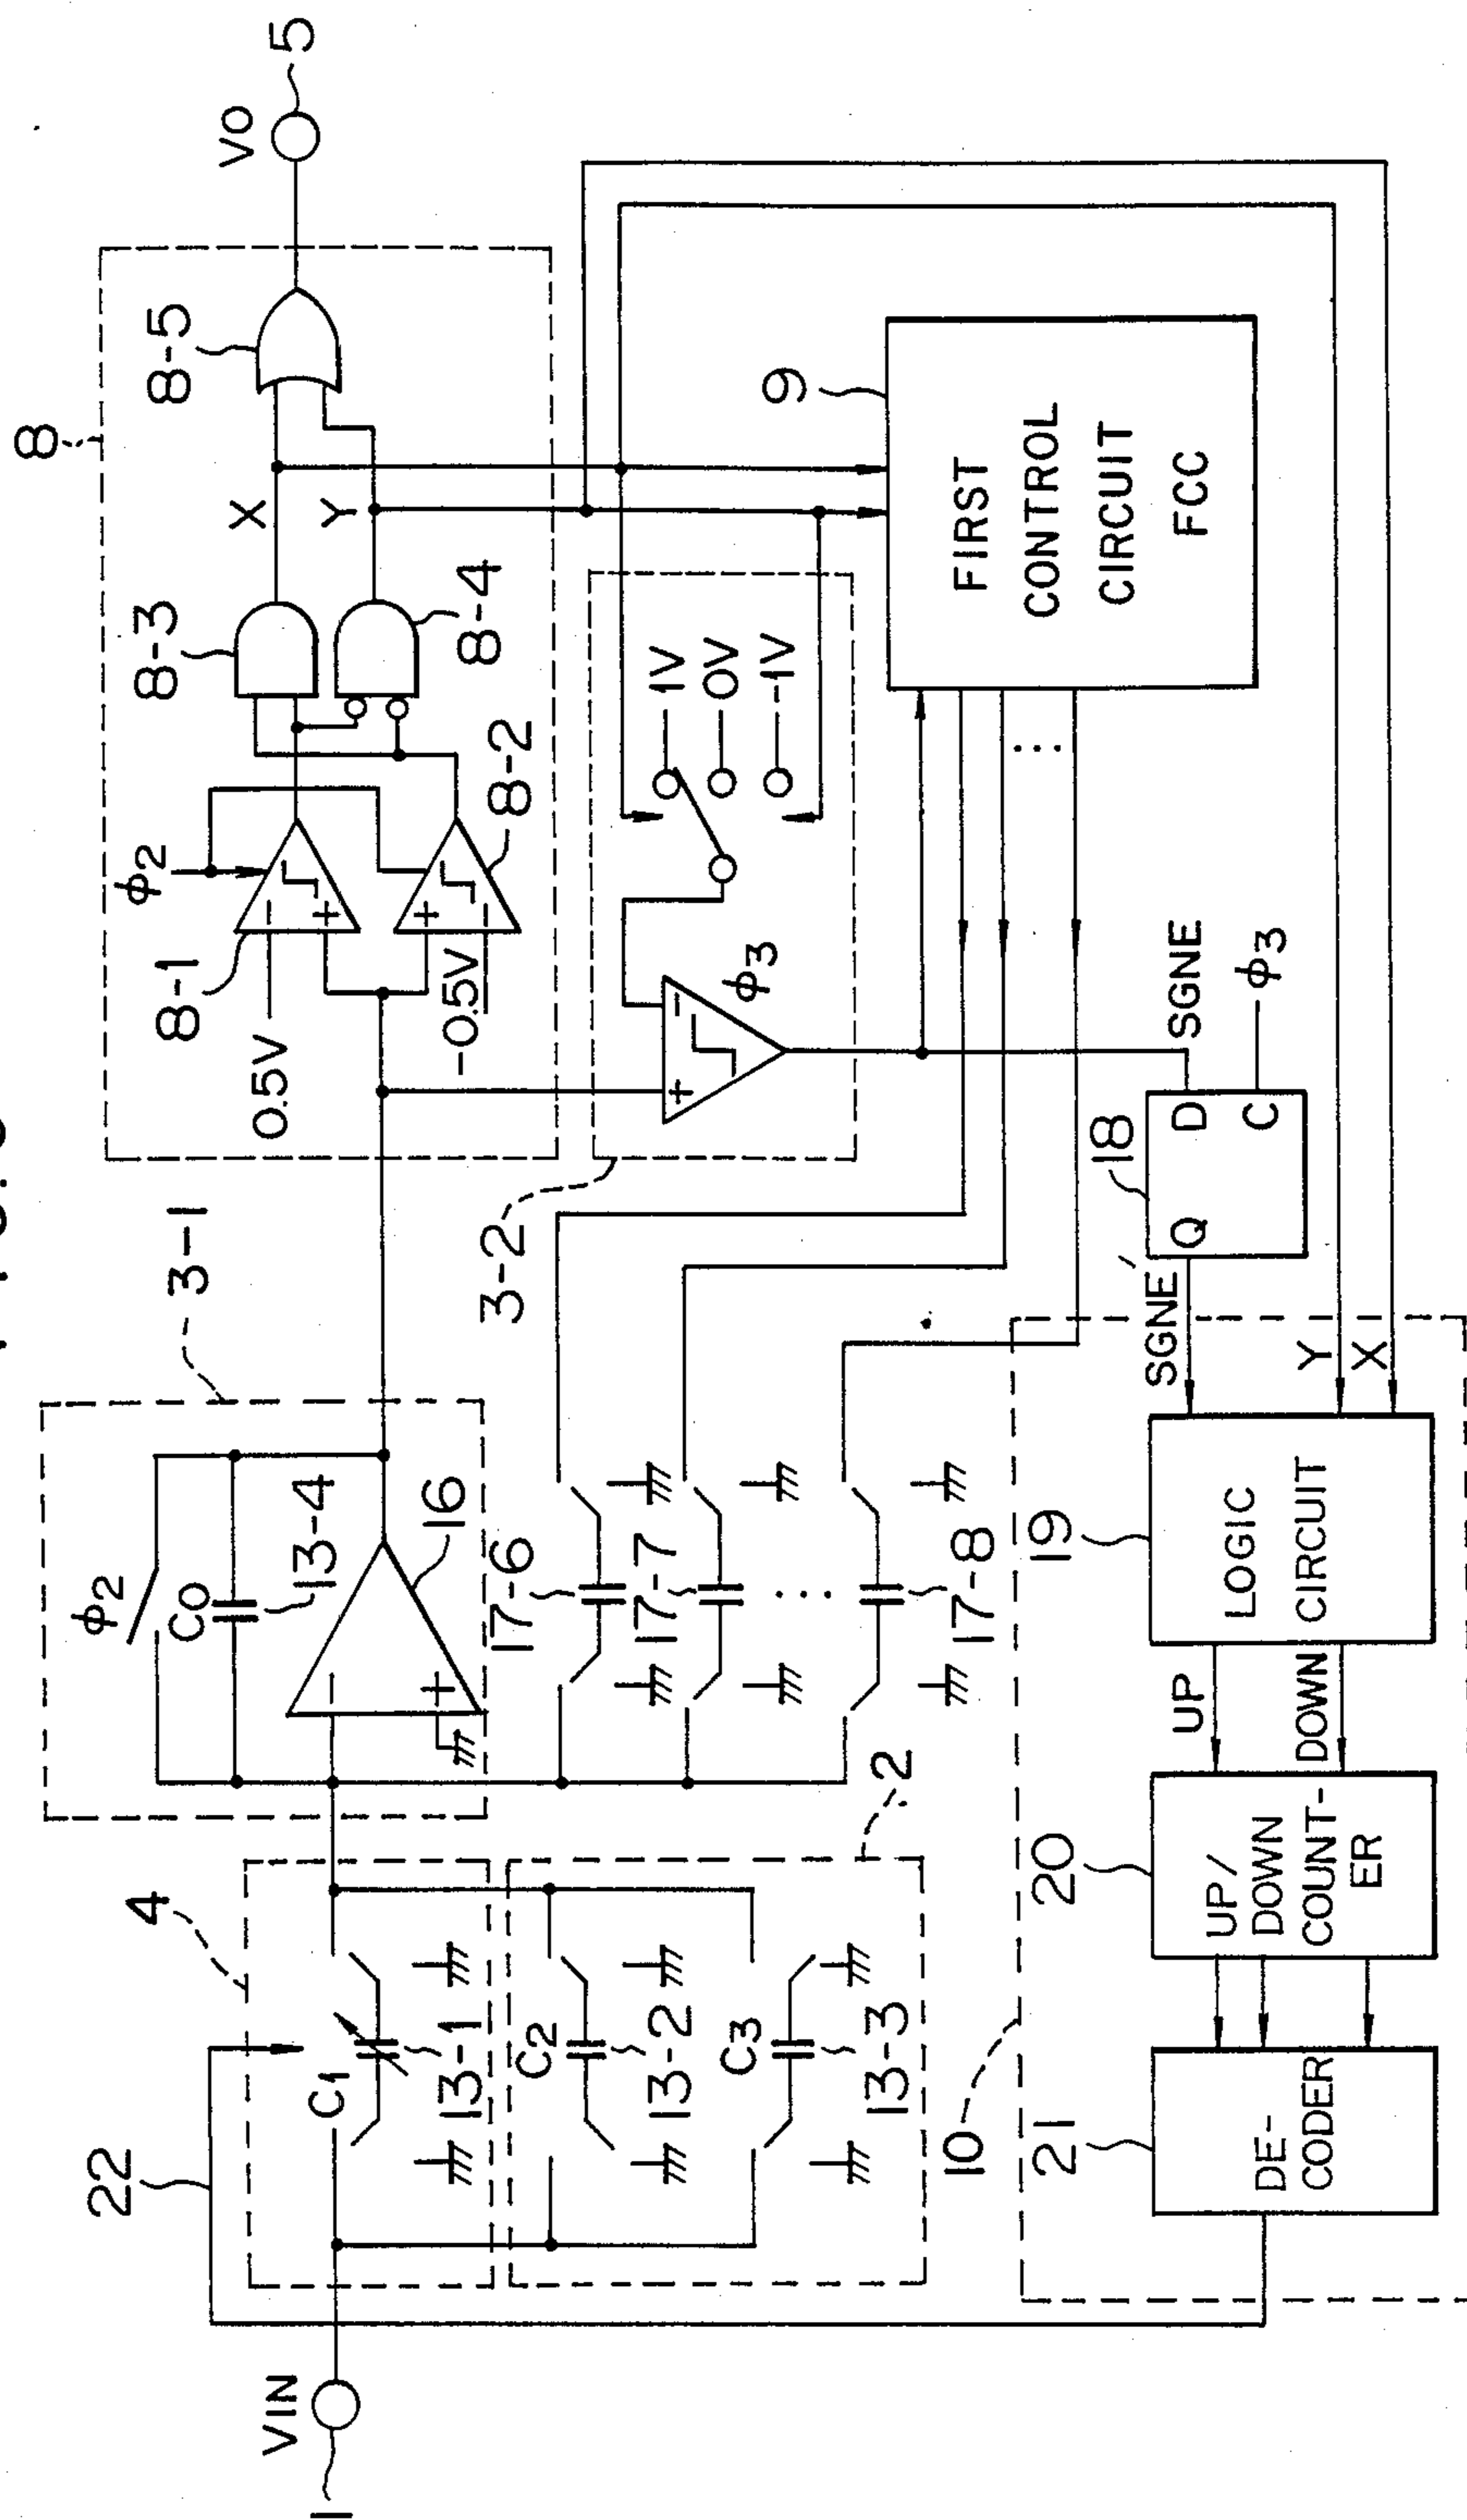 VIN
1
22
4
C1
13-1
C2
13-2
C3
13-3
2
3-1
φ2
C0
13-4
−
+
16
17-6
17-7
...
17-8
8
φ2
8-1
0.5V
−
+
+
−
-0.5V
8-2
8-3
8-4
X
Y
8-5
VO
5
3-2
+
−
φ3
1V
0V
-1V
9
FIRST
CONTROL
CIRCUIT
FCC
...
18
D
C
Q
SGNE
φ3
SGNE'
Y
X
10
19
LOGIC
CIRCUIT
UP
DOWN
20
UP/
DOWN
COUNT-
ER
21
DE-
CODER